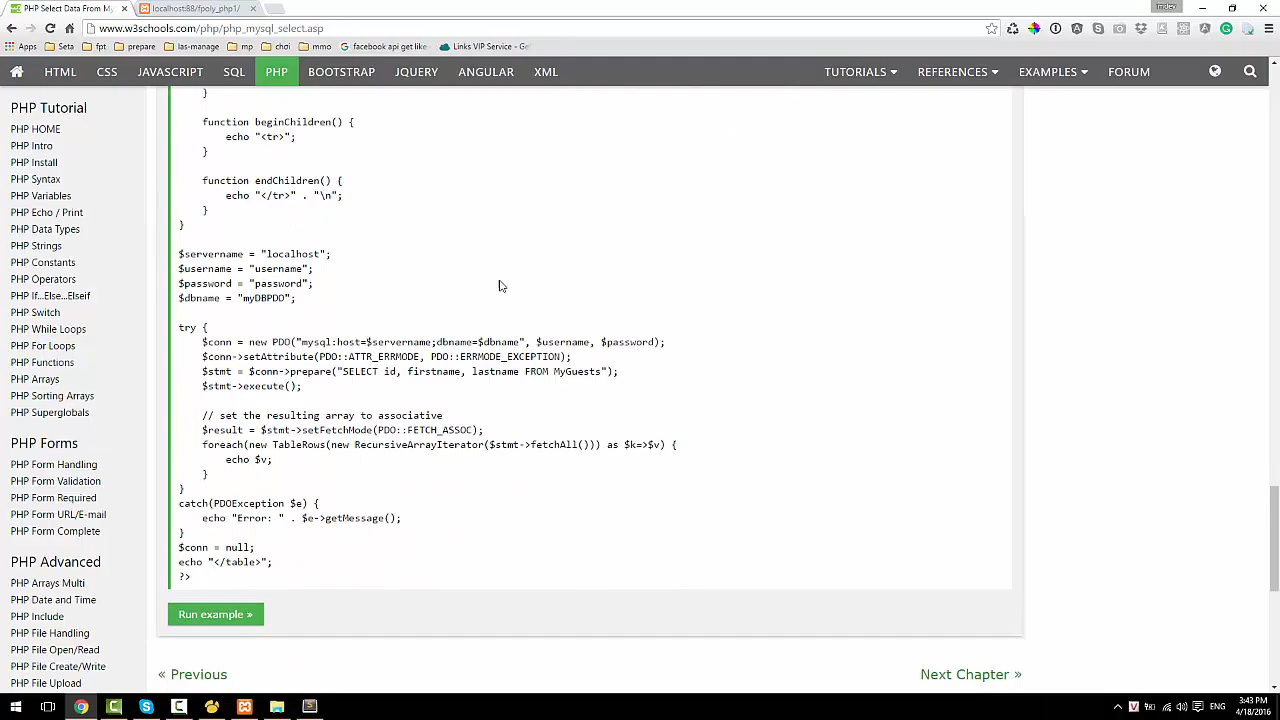 PHP Select Data From My
localhost88/fpoly_php1/
www.w3schools.com/php/php_mysql_select.asp
Apps Seta fpt prepare las-manage mp choi mmo facebook api get like Links VIP Service - Ge
HTML CSS JAVASCRIPT SQL PHP BOOTSTRAP JQUERY ANGULAR XML TUTORIALS REFERENCES EXAMPLES FORUM
PHP Tutorial
PHP HOME
PHP Intro
PHP Install
PHP Syntax
PHP Variables
PHP Echo / Print
PHP Data Types
PHP Strings
PHP Constants
PHP Operators
PHP If...Else...Elseif
PHP Switch
PHP While Loops
PHP For Loops
PHP Functions
PHP Arrays
PHP Sorting Arrays
PHP Superglobals
PHP Forms
PHP Form Handling
PHP Form Validation
PHP Form Required
PHP Form URL/E-mail
PHP Form Complete
PHP Advanced
PHP Arrays Multi
PHP Date and Time
PHP Include
PHP File Handling
PHP File Open/Read
PHP File Create/Write
PHP File Upload
}
function beginChildren() {
echo "<tr>";
}
function endChildren() {
echo "</tr>" . "\n";
}
}
$servername = "localhost";
$username = "username";
$password = "password";
$dbname = "myDBPDO";
try {
$conn = new PDO("mysql:host=$servername;dbname=$dbname", $username, $password);
$conn->setAttribute(PDO::ATTR_ERRMODE, PDO::ERRMODE_EXCEPTION);
$stmt = $conn->prepare("SELECT id, firstname, lastname FROM MyGuests");
$stmt->execute();
// set the resulting array to associative
$result = $stmt->setFetchMode(PDO::FETCH_ASSOC);
foreach(new TableRows(new RecursiveArrayIterator($stmt->fetchAll())) as $k=>$v) {
echo $v;
}
}
catch(PDOException $e) {
echo "Error: " . $e->getMessage();
}
$conn = null;
echo "</table>";
?>
Run example »
« Previous
Next Chapter »
ENG
3:43 PM
4/18/2016